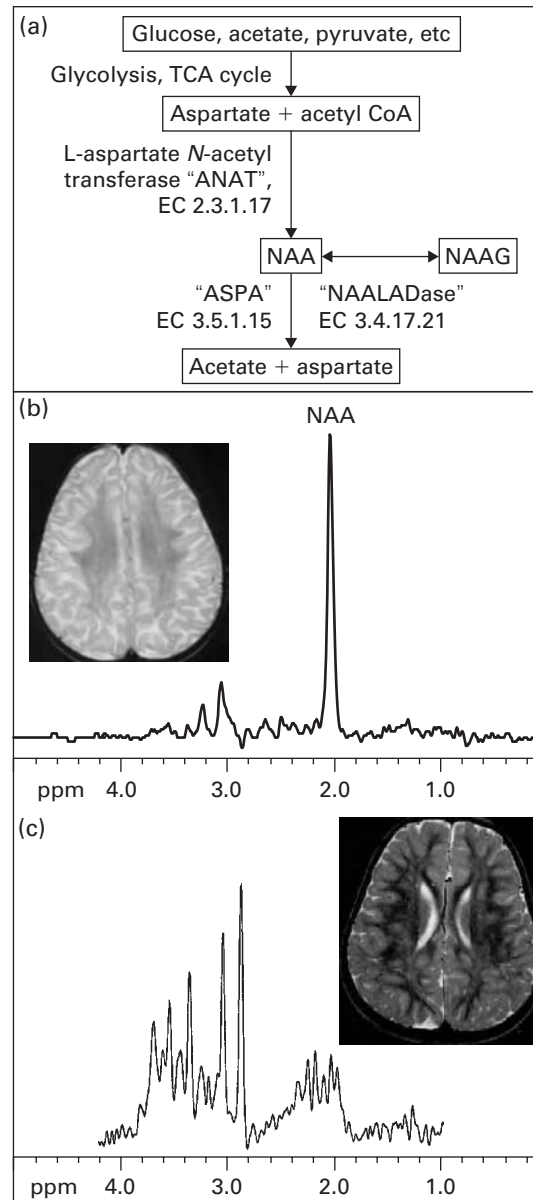 (a)
Glucose, acetate, pyruvate, etc
Glycolysis, TCA cycle
Aspartate + acetyl CoA
L-aspartate N-acetyl
transferase “ANAT”,
EC 2.3.1.17
NAA
NAAG
“ASPA”
EC 3.5.1.15
“NAALADase”
EC 3.4.17.21
Acetate + aspartate
(b)
NAA
ppm 4.0 3.0 2.0 1.0
(c)
ppm 4.0 3.0 2.0 1.0